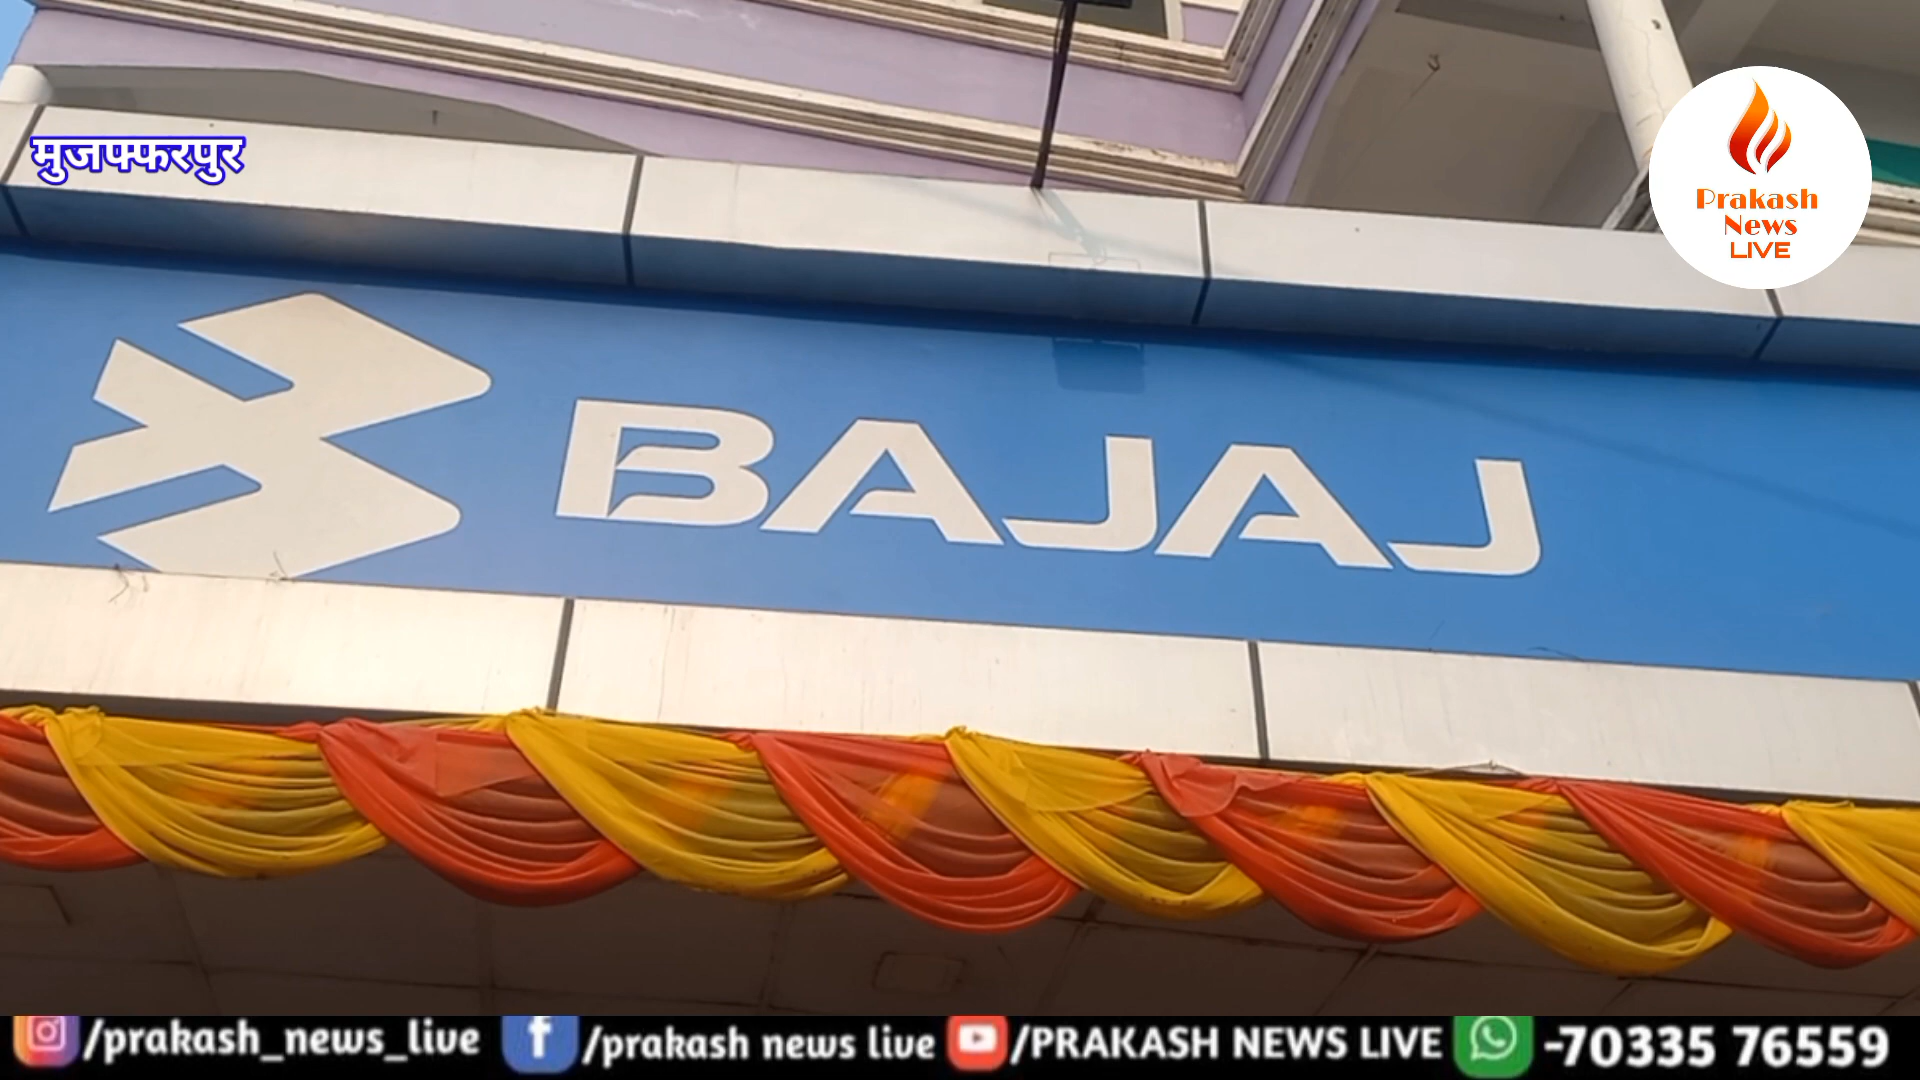 मुजफ्फरपुर
Prakash
News
LIVE
BAJAJ
/prakash_news_live /prakash news live /PRAKASH NEWS LIVE -70335 76559